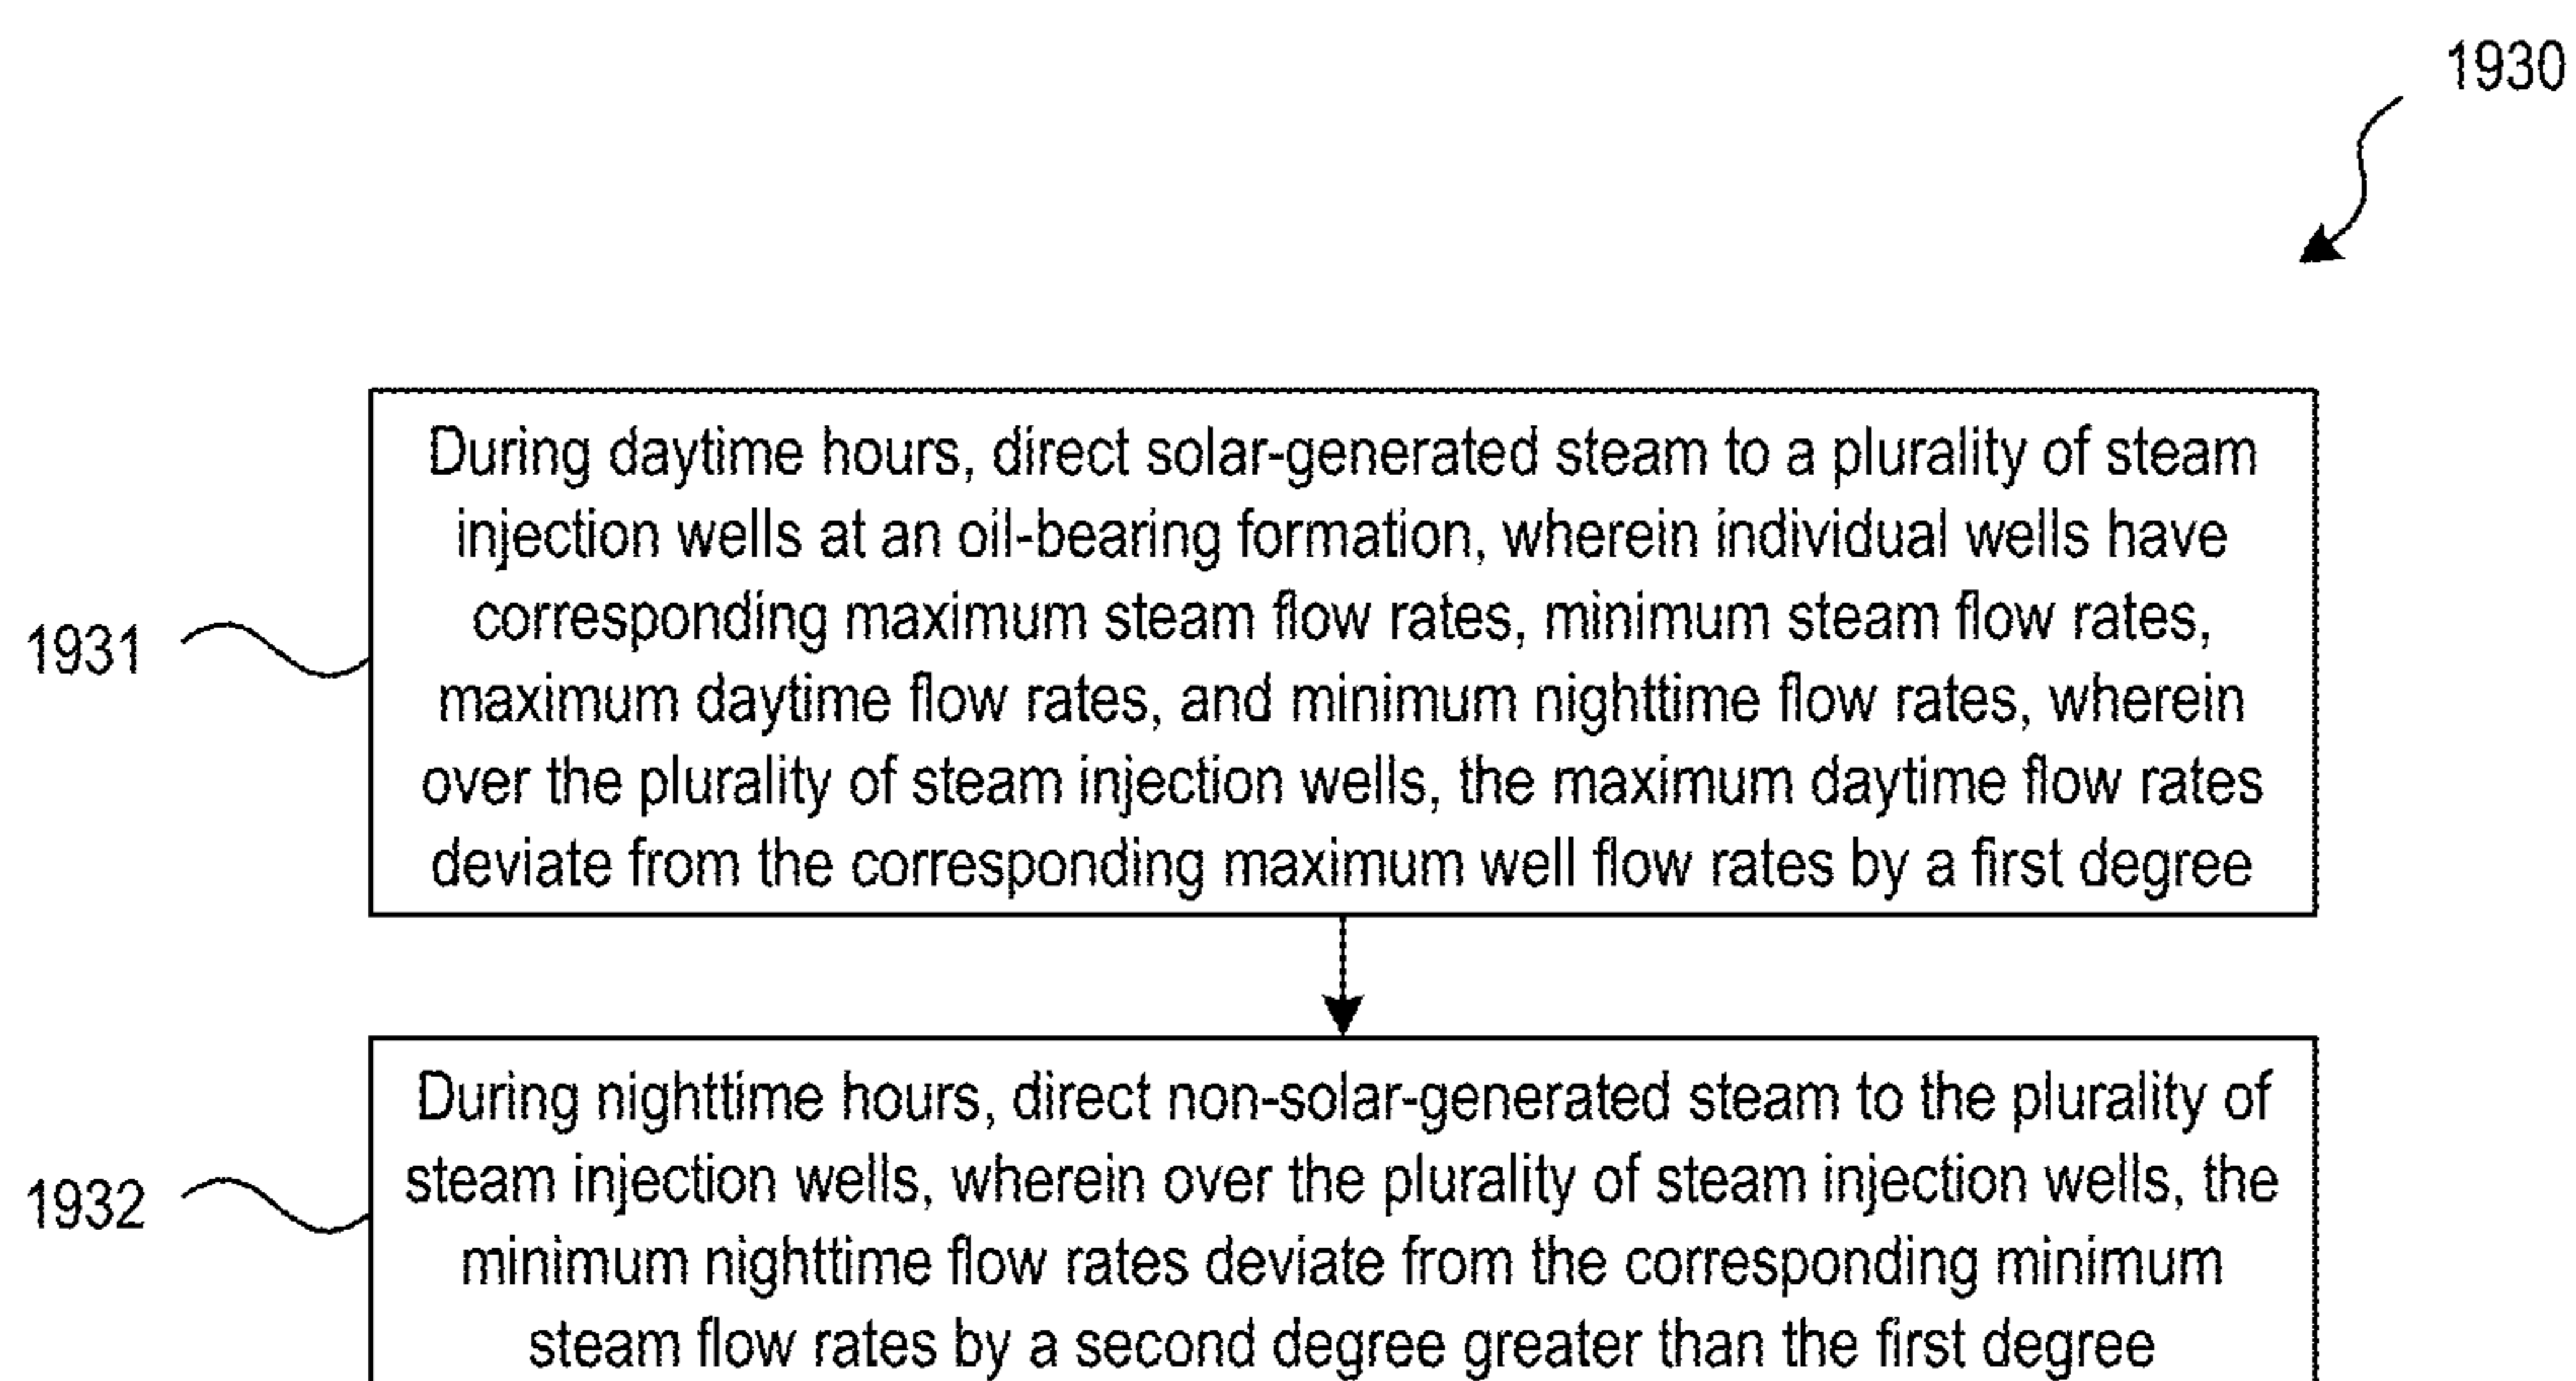 1930
During daytime hours, direct solar-generated steam to a plurality of steam
injection wells at an oil-bearing formation, wherein individual wells have
corresponding maximum steam flow rates, minimum steam flow rates,
maximum daytime flow rates, and minimum nighttime flow rates, wherein
over the plurality of steam injection wells, the maximum daytime flow rates
deviate from the corresponding maximum well flow rates by a first degree
1931
During nighttime hours, direct non-solar-generated steam to the plurality of
steam injection wells, wherein over the plurality of steam injection wells, the
minimum nighttime flow rates deviate from the corresponding minimum
steam flow rates by a second degree greater than the first degree
1932